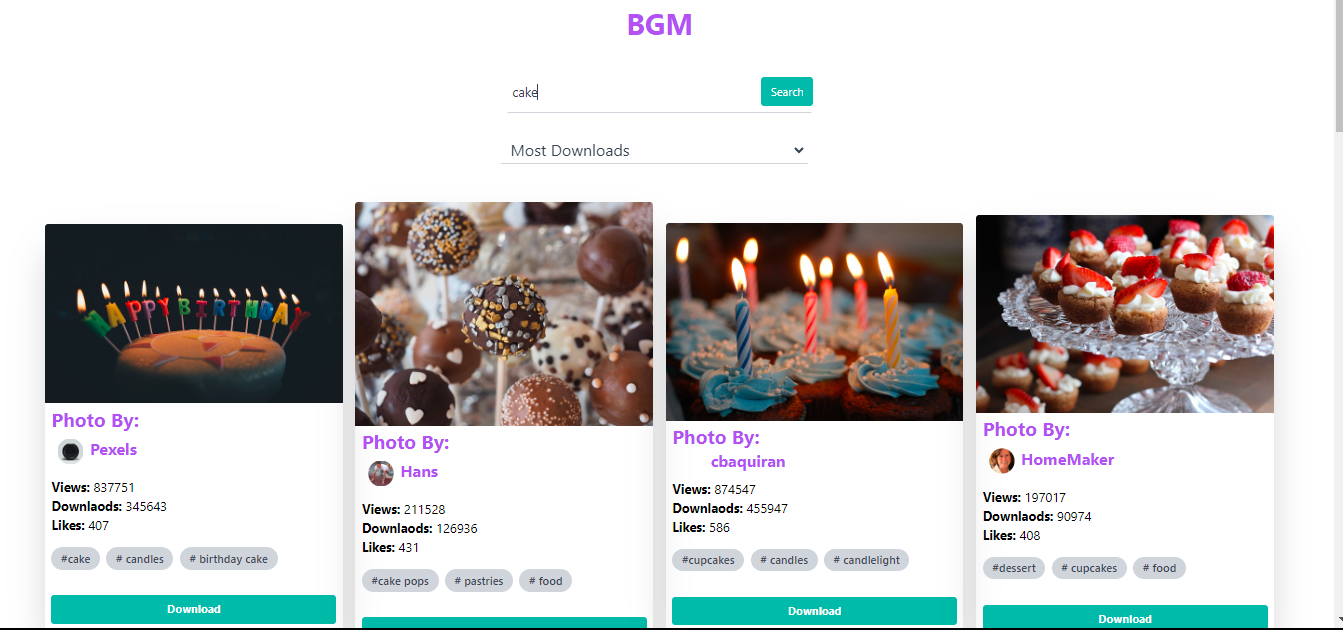 BGM
cake
Search
Most Downloads
HAPPY BIRTHDAY
Photo By:
Pexels
Views: 837751
Downlaods: 345643
Likes: 407
#cake # candles # birthday cake
Download
Photo By:
Hans
Views: 211528
Downlaods: 126936
Likes: 431
#cake pops # pastries # food
Photo By:
cbaquiran
Views: 874547
Downlaods: 455947
Likes: 586
#cupcakes # candles # candlelight
Download
Photo By:
HomeMaker
Views: 197017
Downlaods: 90974
Likes: 408
#dessert # cupcakes # food
Download